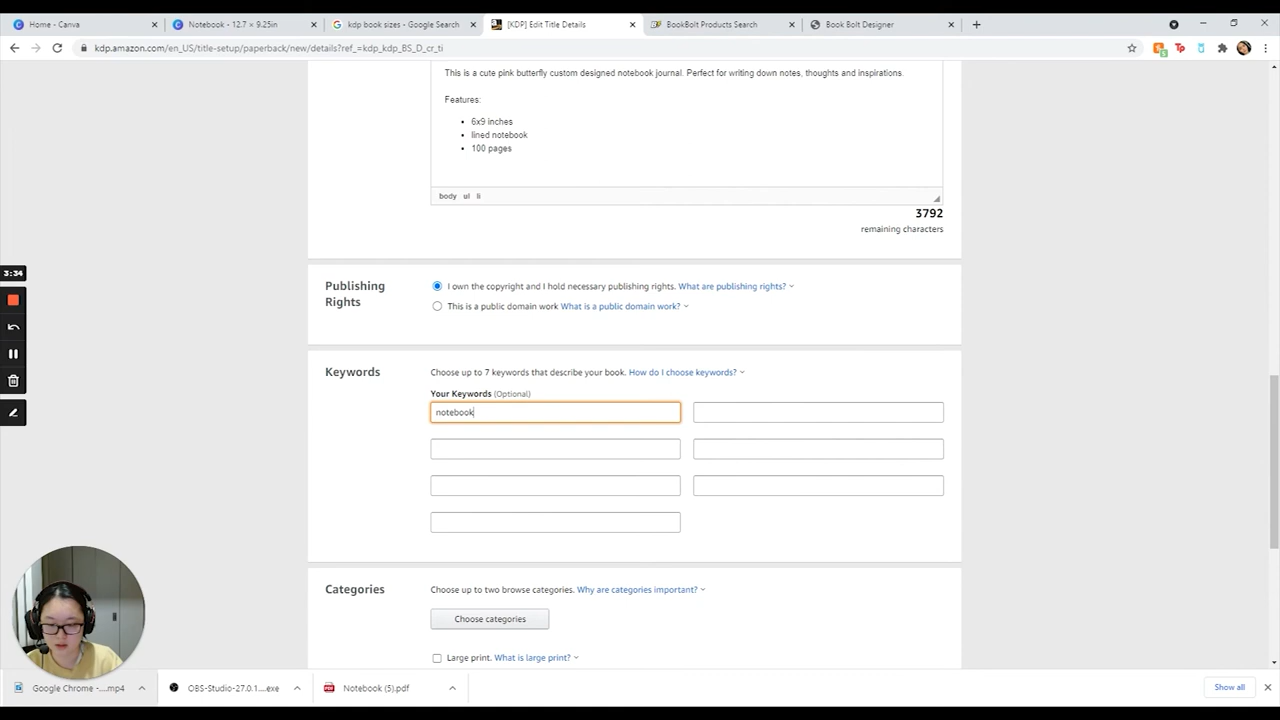 Home - Canva
Notebook - 12.7 × 9.25in
kdp book sizes - Google Search
[KDP] Edit Title Details
BookBolt Products Search
Book Bolt Designer
kdp.amazon.com/en_US/title-setup/paperback/new/details?ref_=kdp_kdp_BS_D_cr_ti
This is a cute pink butterfly custom designed notebook journal. Perfect for writing down notes, thoughts and inspirations.
Features:
6x9 inches
lined notebook
100 pages
body ul li
3792
remaining characters
3:34
Publishing Rights
I own the copyright and I hold necessary publishing rights. What are publishing rights?
This is a public domain work What is a public domain work?
Keywords
Choose up to 7 keywords that describe your book. How do I choose keywords?
Your Keywords (Optional)
notebook
Categories
Choose up to two browse categories. Why are categories important?
Choose categories
Large print. What is large print?
Google Chrome -....mp4
OBS-Studio-27.0.1....exe
Notebook (5).pdf
Show all